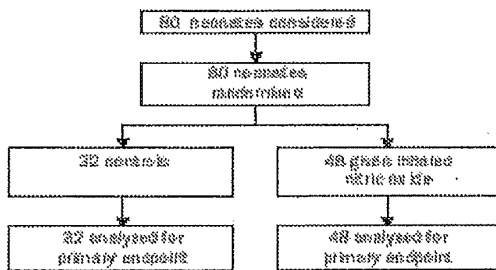 80 neonates considered
80 neonates
randomised
32 controls
48 given inhaled
nitric oxide
32 analysed for
primary endpoint
48 analysed for
primary endpoint